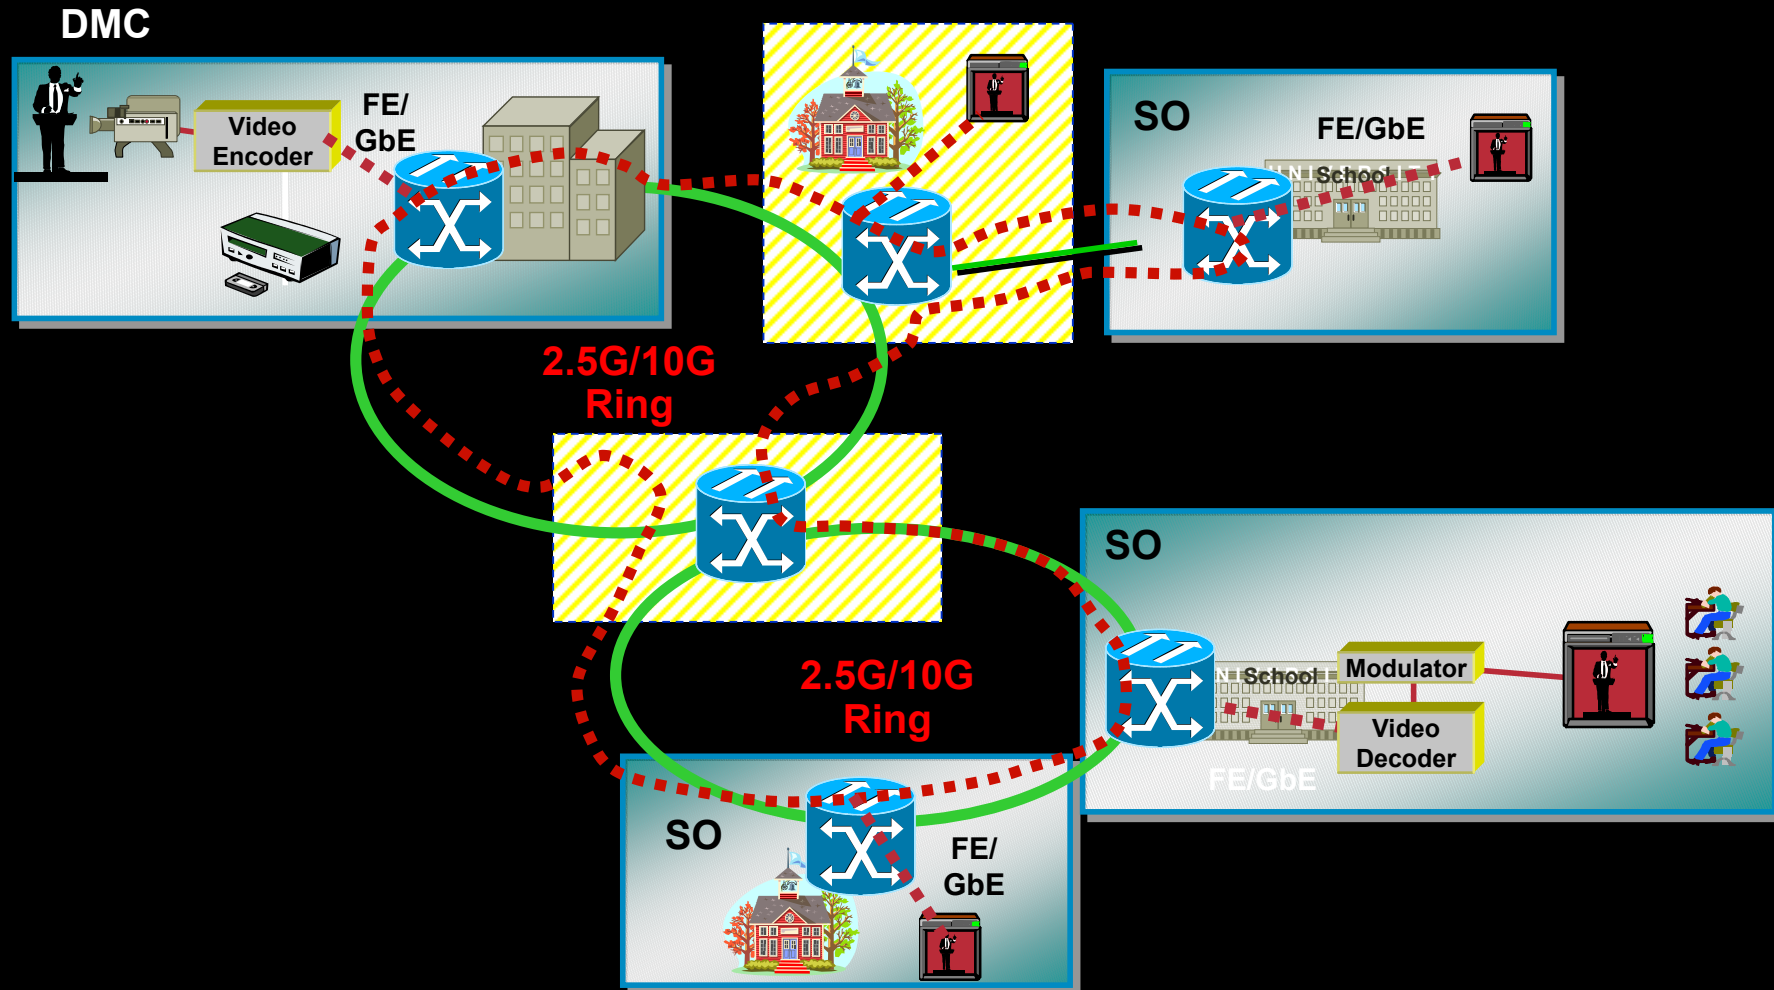 DMC
Video
Encoder
FE/
GbE
SO
FE/GbE
School
2.5G/10G
Ring
SO
School
Modulator
Video
Decoder
FE/GbE
2.5G/10G
Ring
SO
FE/
GbE